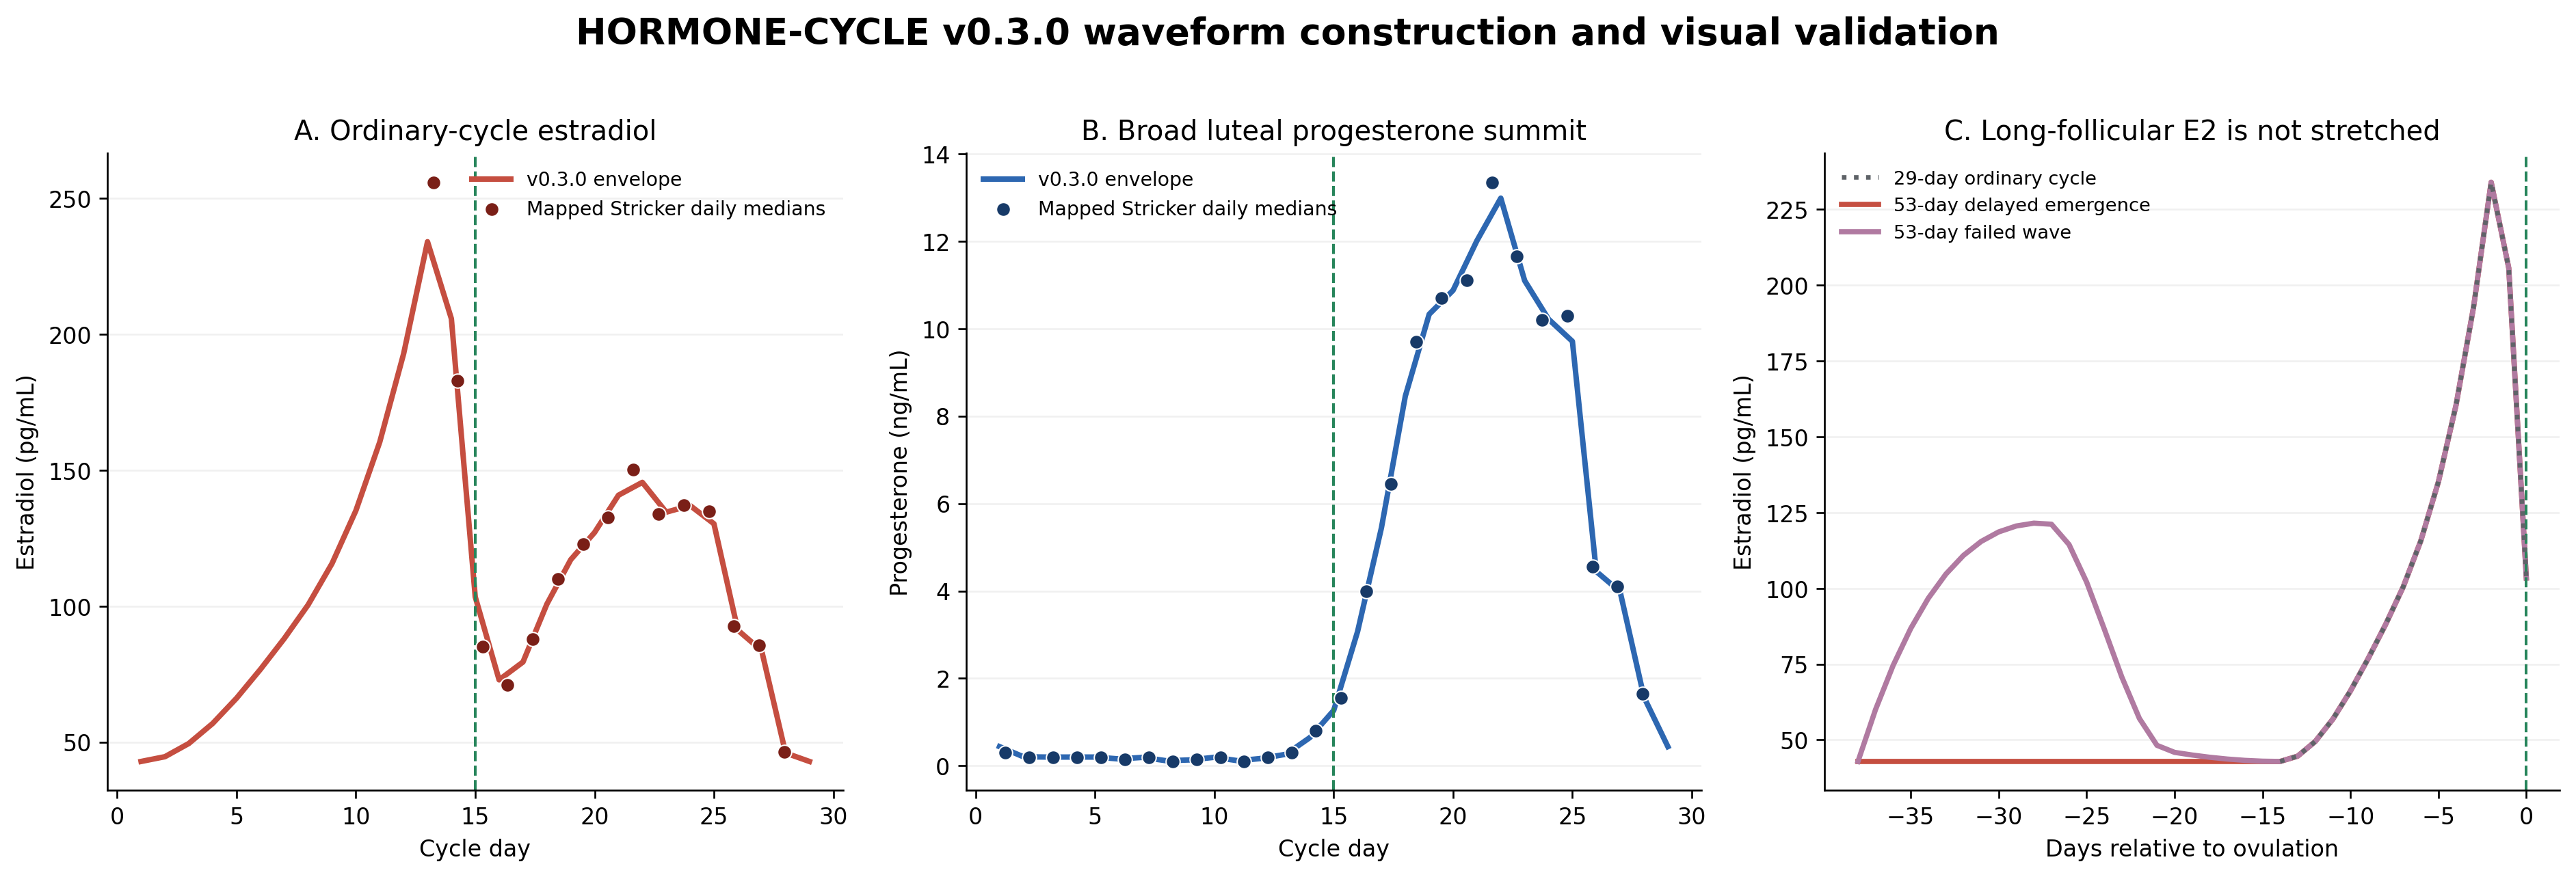 HORMONE-CYCLE v0.3.0 waveform construction and visual validation
A. Ordinary-cycle estradiol
v0.3.0 envelope
Mapped Stricker daily medians
Estradiol (pg/mL)
250
200
150
100
50
0 5 10 15 20 25 30
Cycle day
B. Broad luteal progesterone summit
v0.3.0 envelope
Mapped Stricker daily medians
Progesterone (ng/mL)
14
12
10
8
6
4
2
0
0 5 10 15 20 25 30
Cycle day
C. Long-follicular E2 is not stretched
29-day ordinary cycle
53-day delayed emergence
53-day failed wave
Estradiol (pg/mL)
225
200
175
150
125
100
75
50
−35 −30 −25 −20 −15 −10 −5 0
Days relative to ovulation